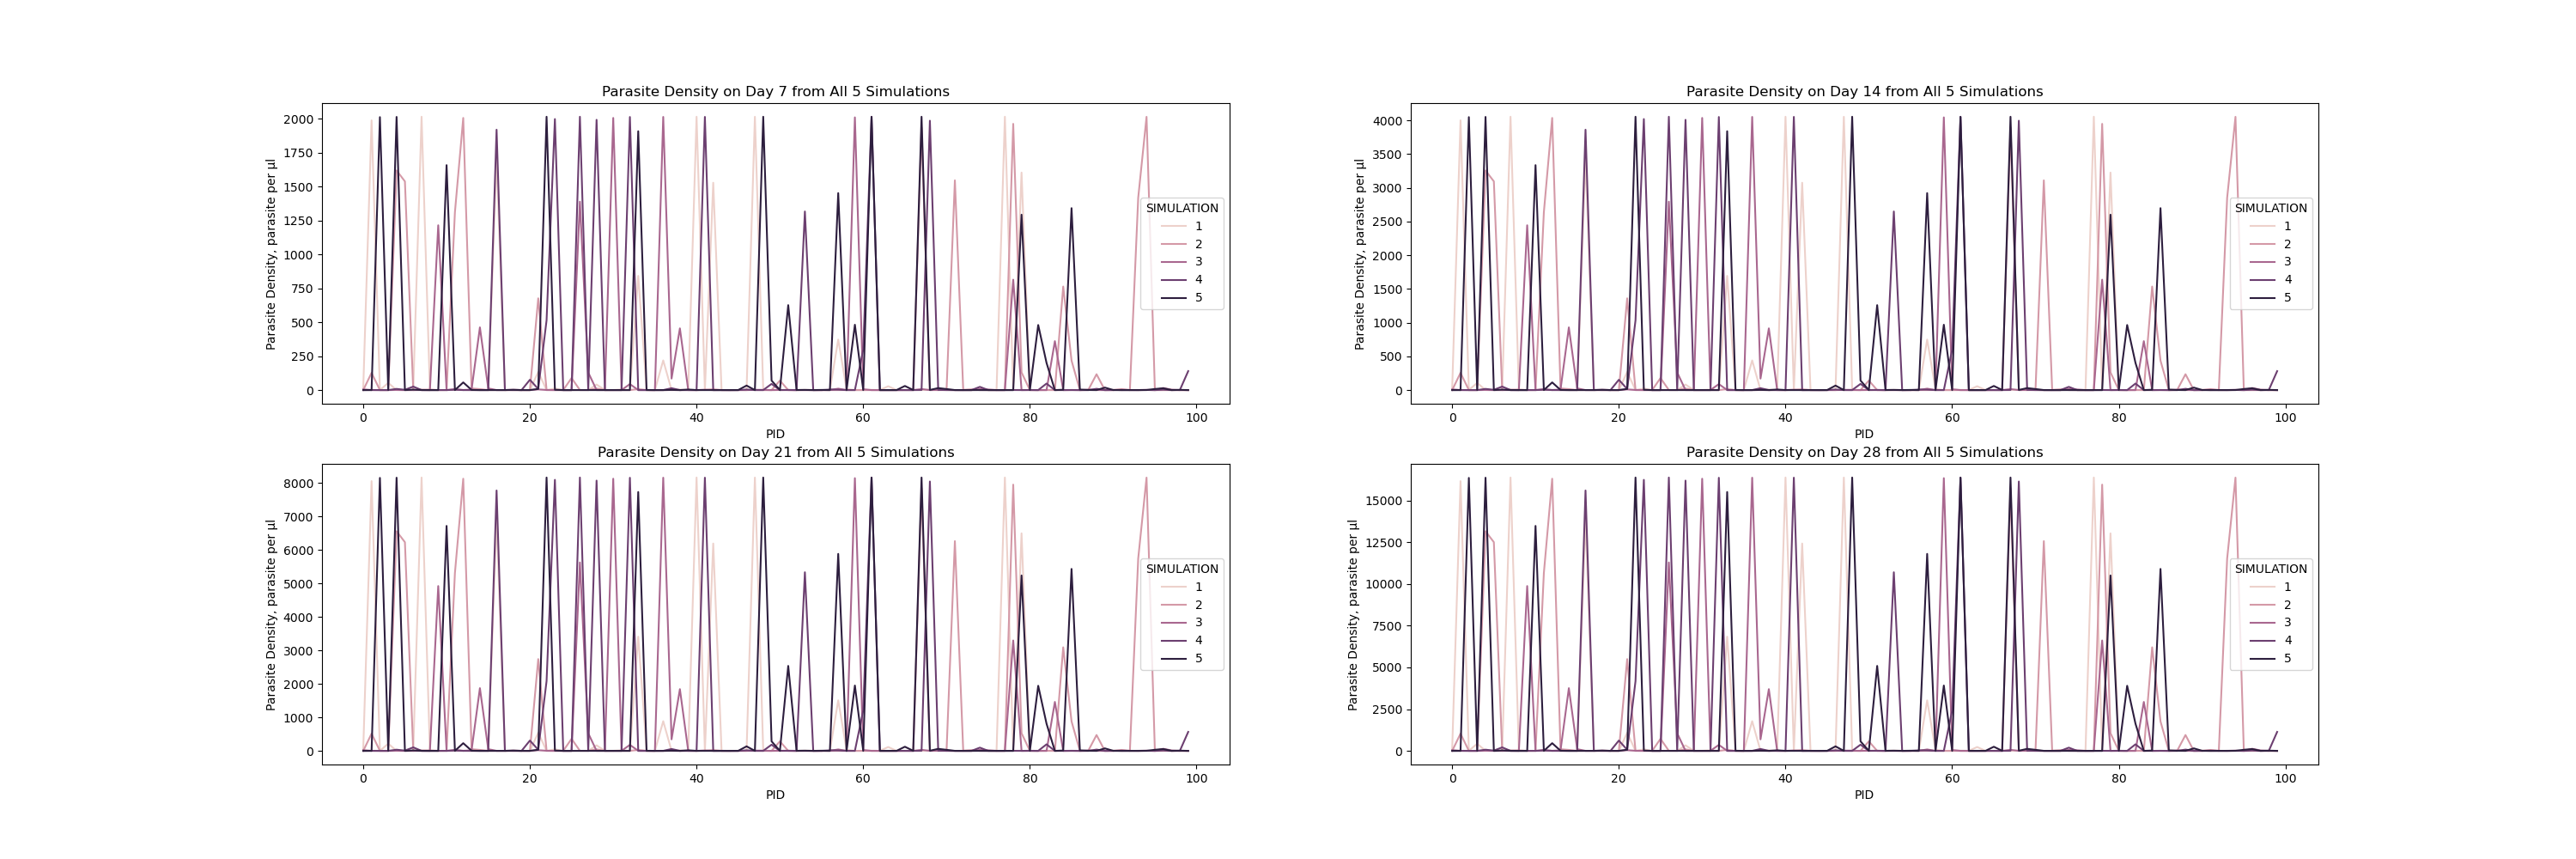 Parasite Density on Day 7 from All 5 Simulations
Parasite Density, parasite per µl
2000
1750
1500
1250
1000
750
500
250
0
0 20 40 60 80 100
PID
SIMULATION
1
2
3
4
5
Parasite Density on Day 14 from All 5 Simulations
Parasite Density, parasite per µl
4000
3500
3000
2500
2000
1500
1000
500
0
0 20 40 60 80 100
PID
SIMULATION
1
2
3
4
5
Parasite Density on Day 21 from All 5 Simulations
Parasite Density, parasite per µl
8000
7000
6000
5000
4000
3000
2000
1000
0
0 20 40 60 80 100
PID
SIMULATION
1
2
3
4
5
Parasite Density on Day 28 from All 5 Simulations
Parasite Density, parasite per µl
15000
12500
10000
7500
5000
2500
0
0 20 40 60 80 100
PID
SIMULATION
1
2
3
4
5